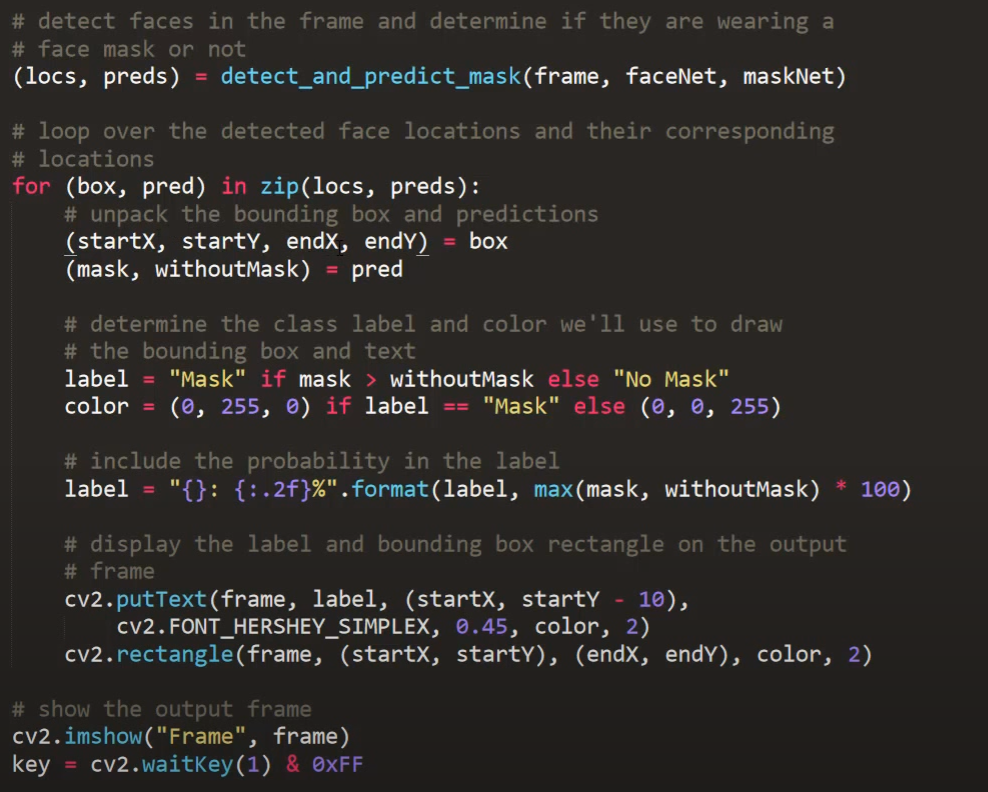 # detect faces in the frame and determine if they are wearing a
# face mask or not
(locs, preds) = detect_and_predict_mask(frame, faceNet, maskNet)

# loop over the detected face locations and their corresponding
# locations
for (box, pred) in zip(locs, preds):
    # unpack the bounding box and predictions
    (startX, startY, endX, endY) = box
    (mask, withoutMask) = pred

    # determine the class label and color we'll use to draw
    # the bounding box and text
    label = "Mask" if mask > withoutMask else "No Mask"
    color = (0, 255, 0) if label == "Mask" else (0, 0, 255)

    # include the probability in the label
    label = "{}: {:.2f}%".format(label, max(mask, withoutMask) * 100)

    # display the label and bounding box rectangle on the output
    # frame
    cv2.putText(frame, label, (startX, startY - 10),
        cv2.FONT_HERSHEY_SIMPLEX, 0.45, color, 2)
    cv2.rectangle(frame, (startX, startY), (endX, endY), color, 2)

# show the output frame
cv2.imshow("Frame", frame)
key = cv2.waitKey(1) & 0xFF